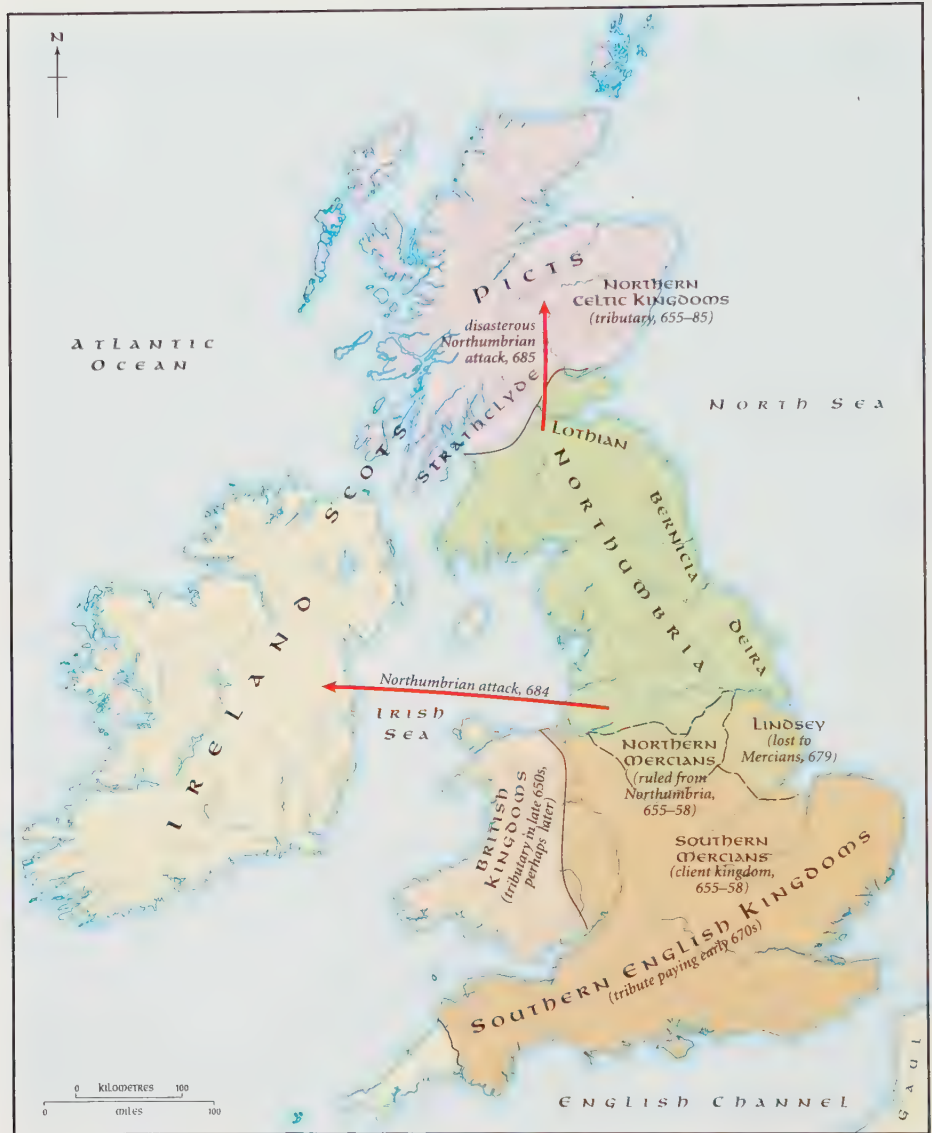 N
ATLANTIC
OCEAN
PICTS
NORTHERN
CELTIC KINGDOMS
(tributary, 655–85)
disasterous
Northumbrian
attack, 685
NORTH SEA
STRATHCLYDE
SCOTS
LOTHIAN
NORTHUMBRIA
BERNICIA
DEIRA
IRELAND
Northumbrian attack, 684
IRISH
SEA
LINDSEY
(lost to
Mercians, 679)
NORTHERN
MERCIANS
(ruled from
Northumbria,
655–58)
BRITISH
KINGDOMS
(tributary in late 650s,
perhaps later)
SOUTHERN
MERCIANS
(client kingdom,
655–58)
SOUTHERN ENGLISH KINGDOMS
(tribute paying early 670s)
0 KILOMETRES 100
0 MILES 100
ENGLISH CHANNEL
GAUL